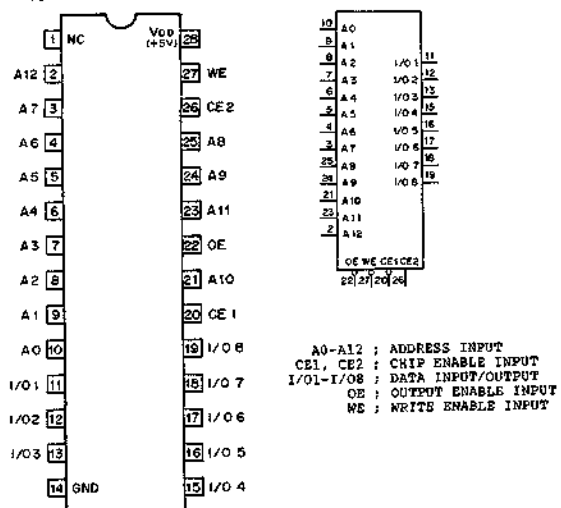 1 NC VDD (+5V) 28
A12 2 27 WE
A7 3 26 CE2
A6 4 25 A8
A5 5 24 A9
A4 6 23 A11
A3 7 22 OE
A2 8 21 A10
A1 9 20 CE1
A0 10 19 I/O8
I/O1 11 18 I/O7
I/O2 12 17 I/O6
I/O3 13 16 I/O5
14 GND 15 I/O4
10 A0
9 A1
8 A2 I/O1 11
7 A3 I/O2 12
6 A4 I/O3 13
5 A5 I/O4 15
4 A6 I/O5 16
3 A7 I/O6 17
25 A8 I/O7 18
24 A9 I/O8 19
21 A10
23 A11
2 A12
OE WE CE1 CE2
22 27 20 26
A0-A12 ; ADDRESS INPUT
CE1, CE2 ; CHIP ENABLE INPUT
I/O1-I/O8 ; DATA INPUT/OUTPUT
OE ; OUTPUT ENABLE INPUT
WE ; WRITE ENABLE INPUT